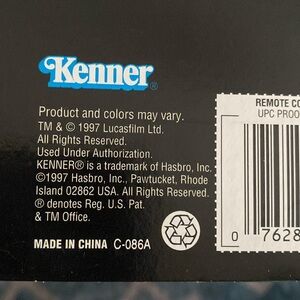 Kenner®
Product and colors may vary.
TM & © 1997 Lucasfilm Ltd.
All Rights Reserved.
Used Under Authorization.
KENNER® is a trademark of Hasbro, Inc.
©1997 Hasbro, Inc., Pawtucket, Rhode
Island 02862 USA. All Rights Reserved.
® denotes Reg. U.S. Pat.
& TM Office.
MADE IN CHINA C-086A
REMOTE CO
UPC PROO
0 7628